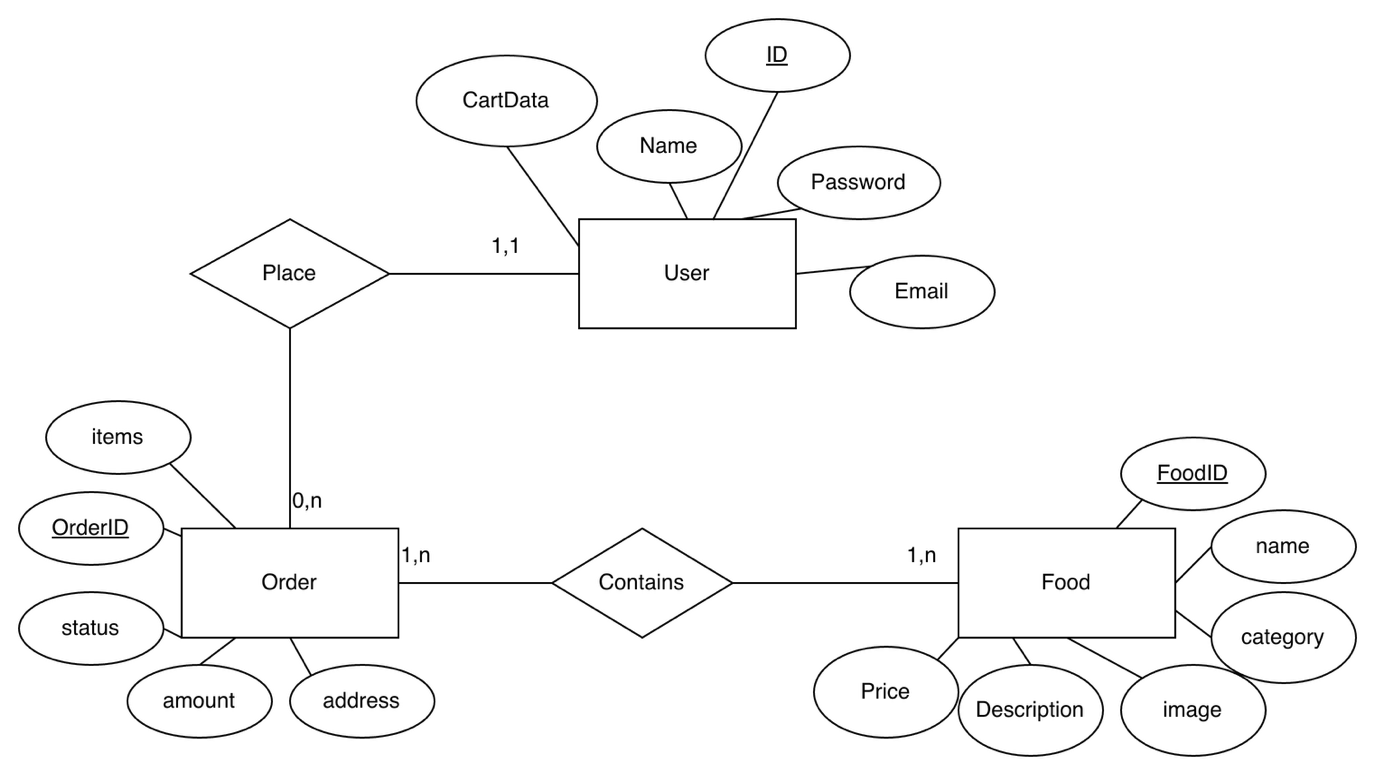 ID
CartData
Name
Password
1,1
Place
User
Email
items
0,n
FoodID
OrderID
name
1,n
1,n
Order
Contains
Food
status
category
amount
address
Price
Description
image